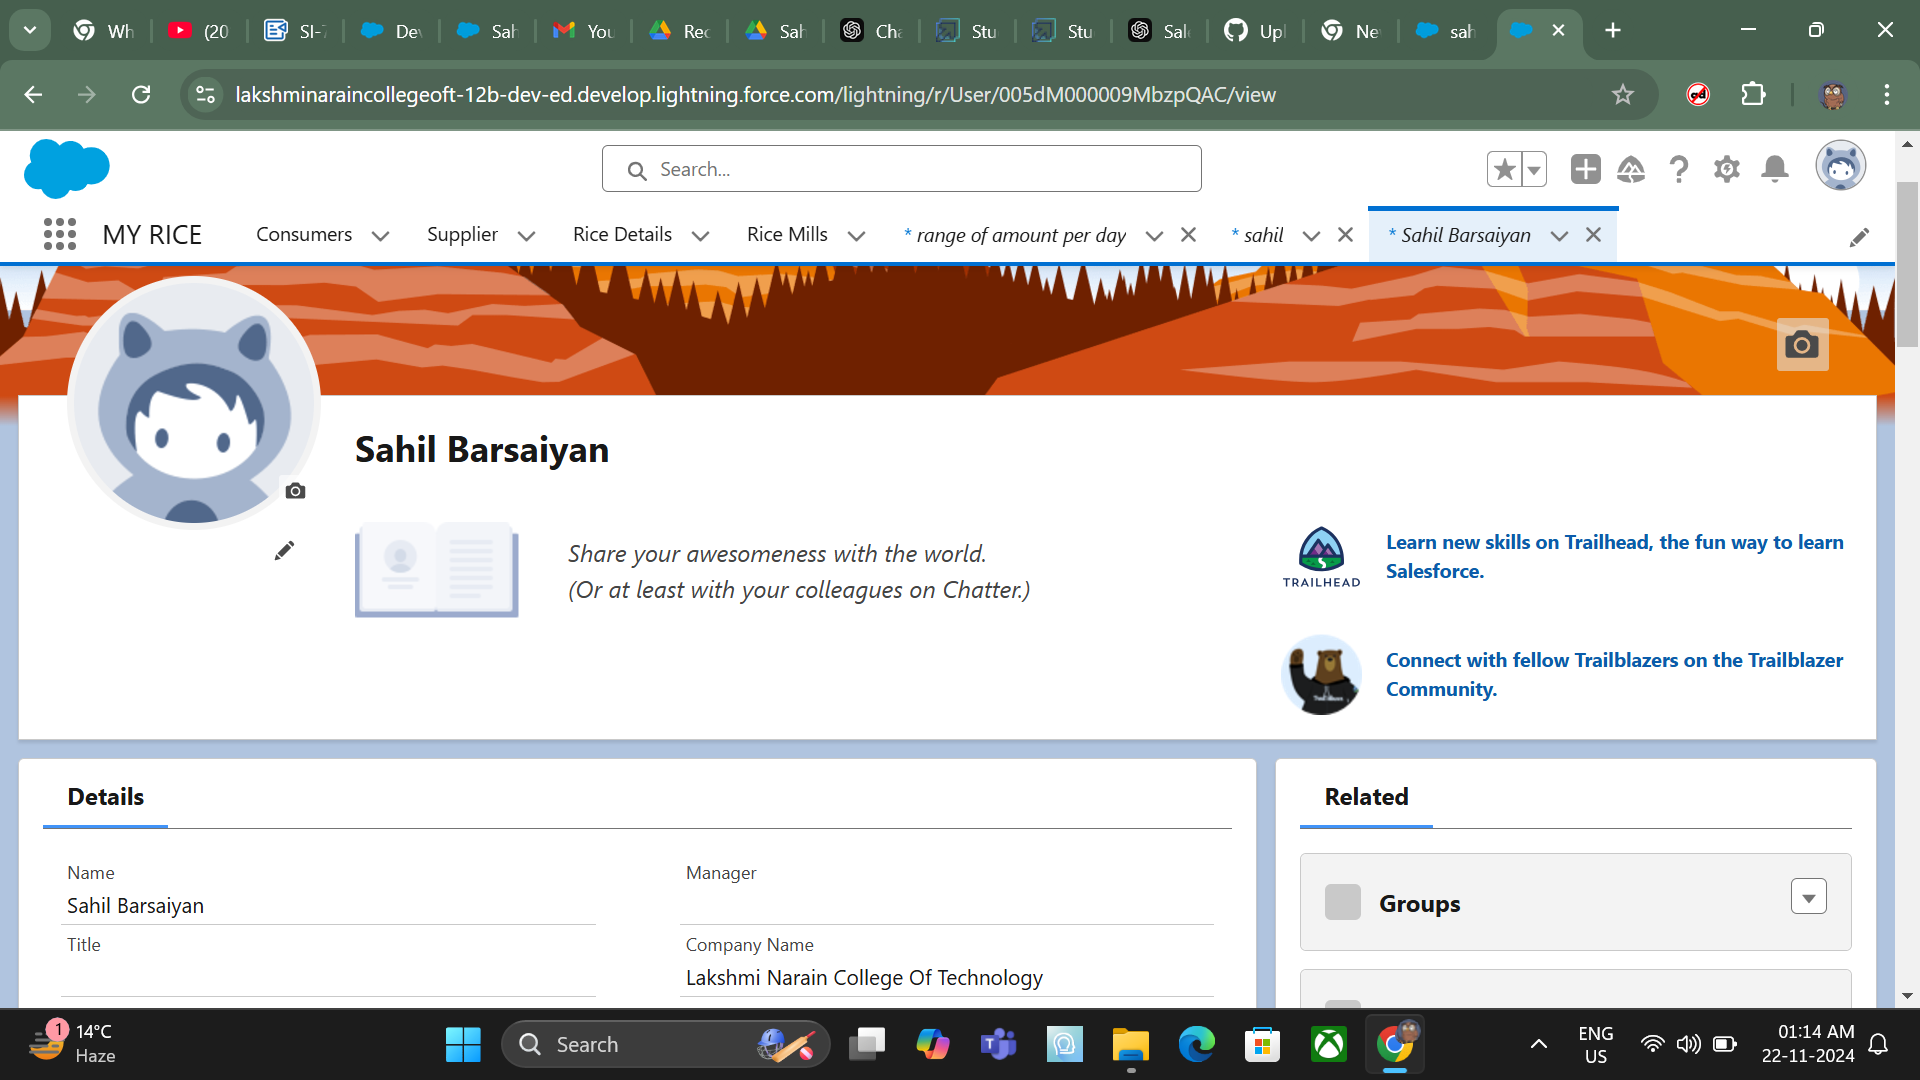 Wh
(20
SI-7
Dev
Sah
You
Rec
Sah
Cha
Stu
Stu
Sal
Upl
Ne
sah
lakshminaraincollegeoft-12b-dev-ed.develop.lightning.force.com/lightning/r/User/005dM000009MbzpQAC/view
Search...
MY RICE
Consumers
Supplier
Rice Details
Rice Mills
* range of amount per day
* sahil
* Sahil Barsaiyan
Sahil Barsaiyan
Share your awesomeness with the world.
(Or at least with your colleagues on Chatter.)
TRAILHEAD
Learn new skills on Trailhead, the fun way to learn
Salesforce.
Connect with fellow Trailblazers on the Trailblazer
Community.
Details
Related
Name
Sahil Barsaiyan
Manager
Title
Company Name
Lakshmi Narain College Of Technology
Groups
1
14°C
Haze
Search
ENG
US
01:14 AM
22-11-2024